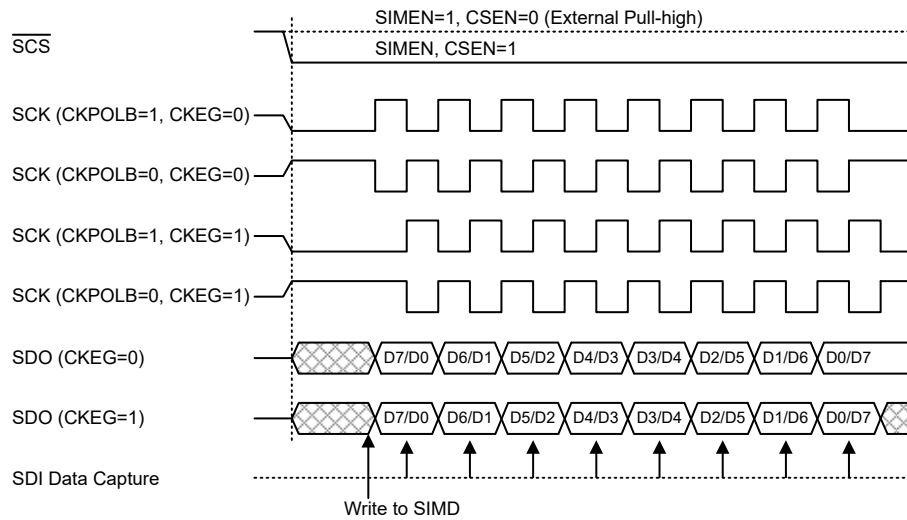 SIMEN=1, CSEN=0 (External Pull-high)
SCS
SIMEN, CSEN=1
SCK (CKPOLB=1, CKEG=0)
SCK (CKPOLB=0, CKEG=0)
SCK (CKPOLB=1, CKEG=1)
SCK (CKPOLB=0, CKEG=1)
SDO (CKEG=0) D7/D0 D6/D1 D5/D2 D4/D3 D3/D4 D2/D5 D1/D6 D0/D7
SDO (CKEG=1) D7/D0 D6/D1 D5/D2 D4/D3 D3/D4 D2/D5 D1/D6 D0/D7
SDI Data Capture
Write to SIMD